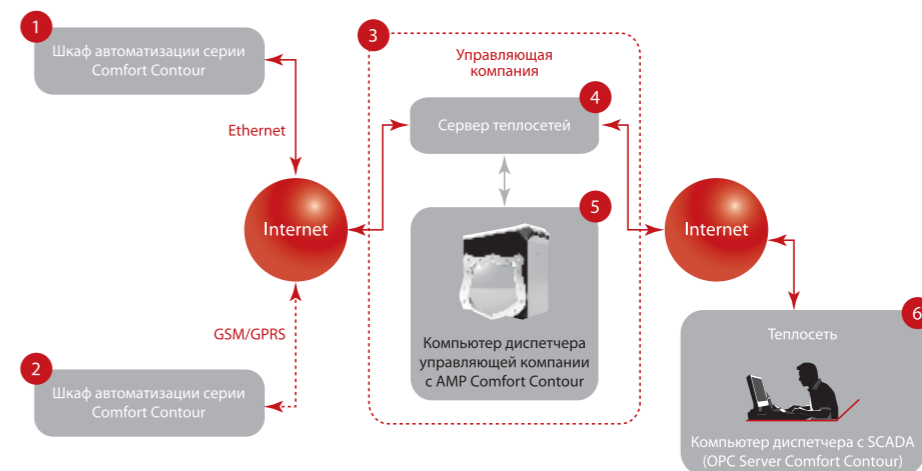 1
Шкаф автоматизации серии
Comfort Contour
Ethernet
Internet
GSM/GPRS
2
Шкаф автоматизации серии
Comfort Contour
3
Управляющая
компания
4
Сервер теплосетей
5
Компьютер диспетчера
управляющей компании
с AMP Comfort Contour
Internet
6
Теплосеть
Компьютер диспетчера с SCADA
(OPC Server Comfort Contour)